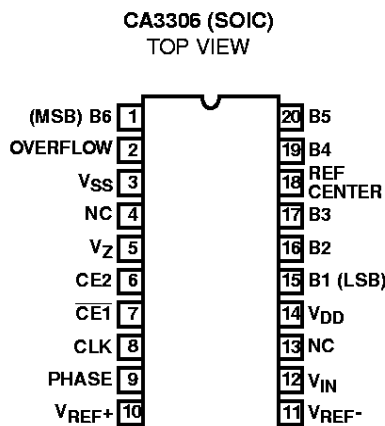 CA3306 (SOIC)
TOP VIEW
(MSB) B6 1
OVERFLOW 2
VSS 3
NC 4
VZ 5
CE2 6
C̅E̅1̅ 7
CLK 8
PHASE 9
VREF+ 10
20 B5
19 B4
18 REF
CENTER
17 B3
16 B2
15 B1 (LSB)
14 VDD
13 NC
12 VIN
11 VREF-